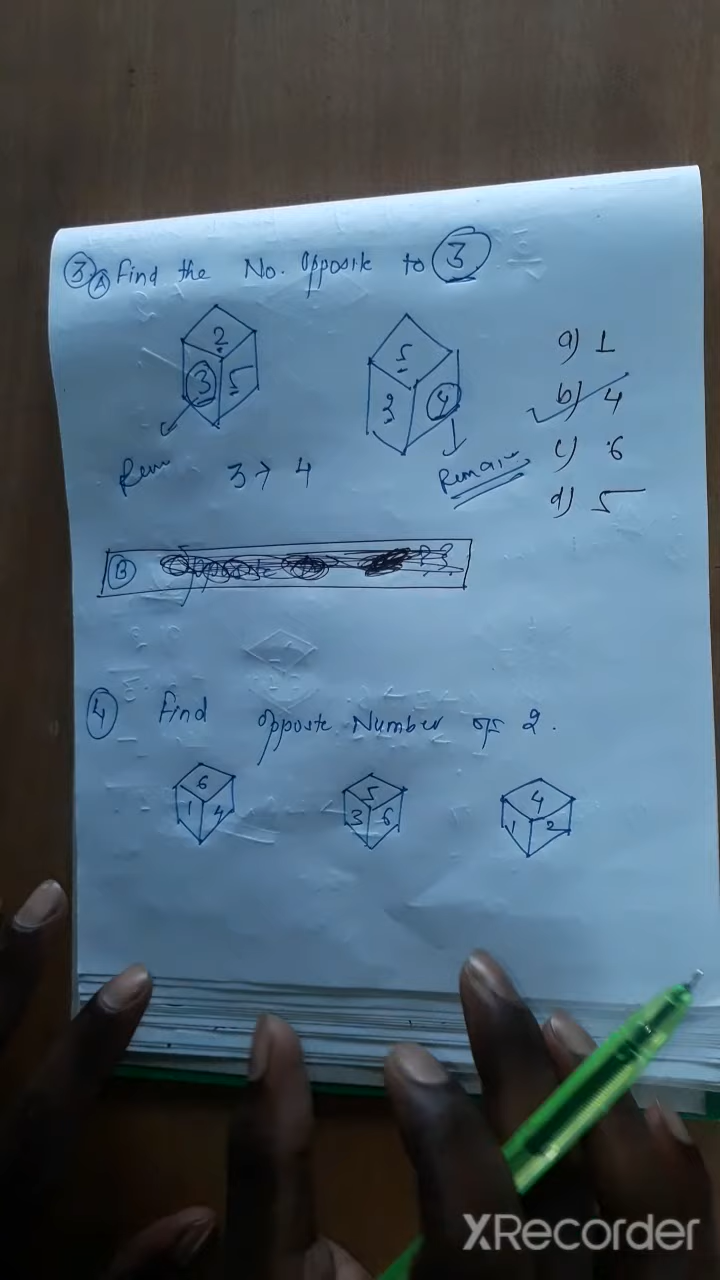 3 A Find the No. Opposite to 3
2
3 5
5
3 4
a) 1
b) 4
c) 6
d) 5
Rem 3 → 4
Remain
B
4 Find opposte Number of 2.
6
1 4
5
3 6
4
1 2
XRecorder